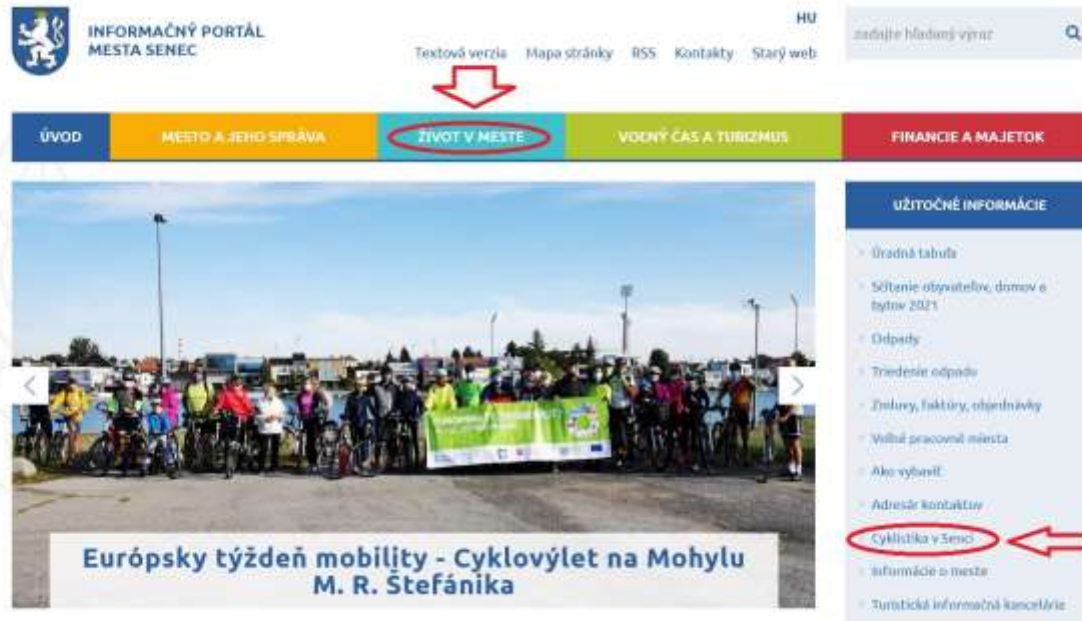 INFORMAČNÝ PORTÁL
MESTA SENEC
HU
Textová verzia Mapa stránky RSS Kontakty Starý web
zadajte hľadaný výraz
ÚVOD
MESTO A JEHO SPRÁVA
ŽIVOT V MESTE
VOĽNÝ ČAS A TURIZMUS
FINANCIE A MAJETOK
Európsky týždeň mobility - Cyklovýlet na Mohylu
M. R. Štefánika
UŽITOČNÉ INFORMÁCIE
Úradná tabuľa
Sčítanie obyvateľov, domov a
bytov 2021
Odpady
Triedenie odpadu
Zmluvy, faktúry, objednávky
Voľné pracovné miesta
Ako vybaviť
Adresár kontaktov
Cyklistika v Senci
Informácie o meste
Turistická informačná kancelária